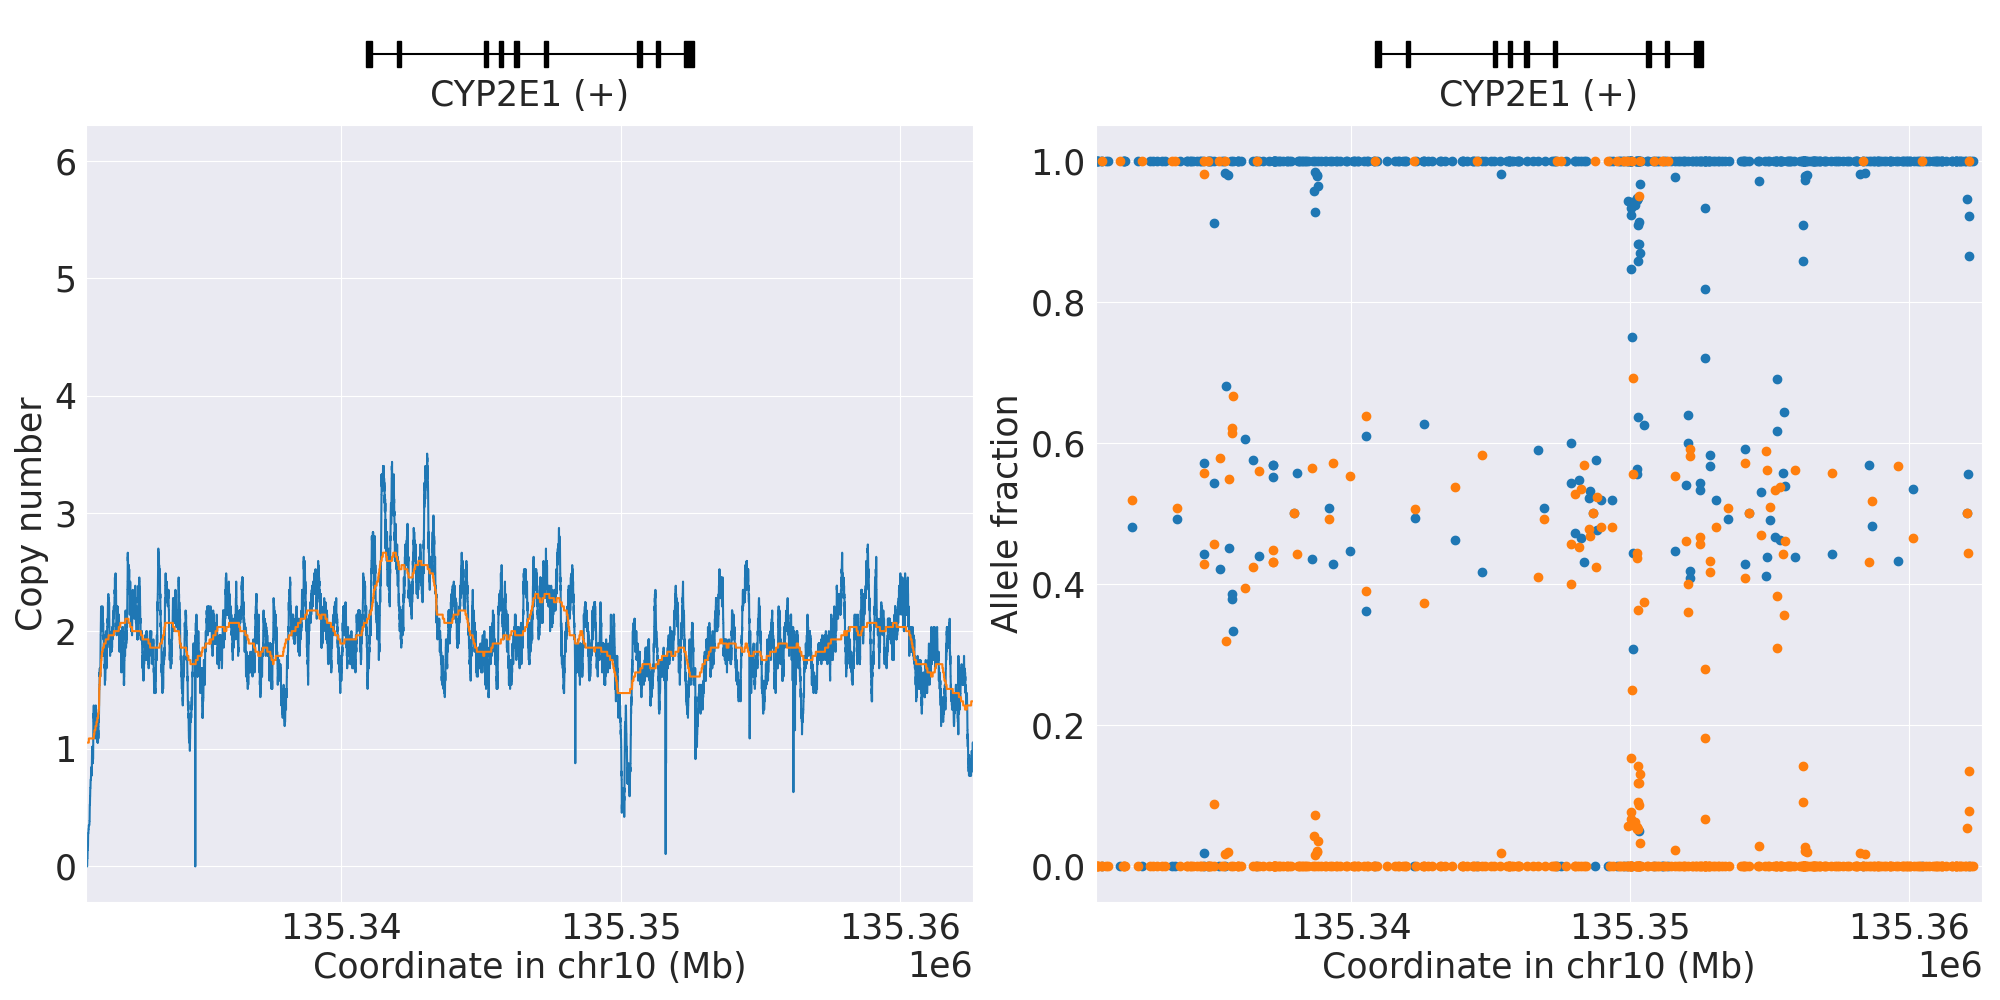 CYP2E1 (+)
6
5
4
3
2
1
0
Copy number
135.34 135.35 135.36
Coordinate in chr10 (Mb)
1e6
CYP2E1 (+)
1.0
0.8
0.6
0.4
0.2
0.0
Allele fraction
135.34 135.35 135.36
Coordinate in chr10 (Mb)
1e6